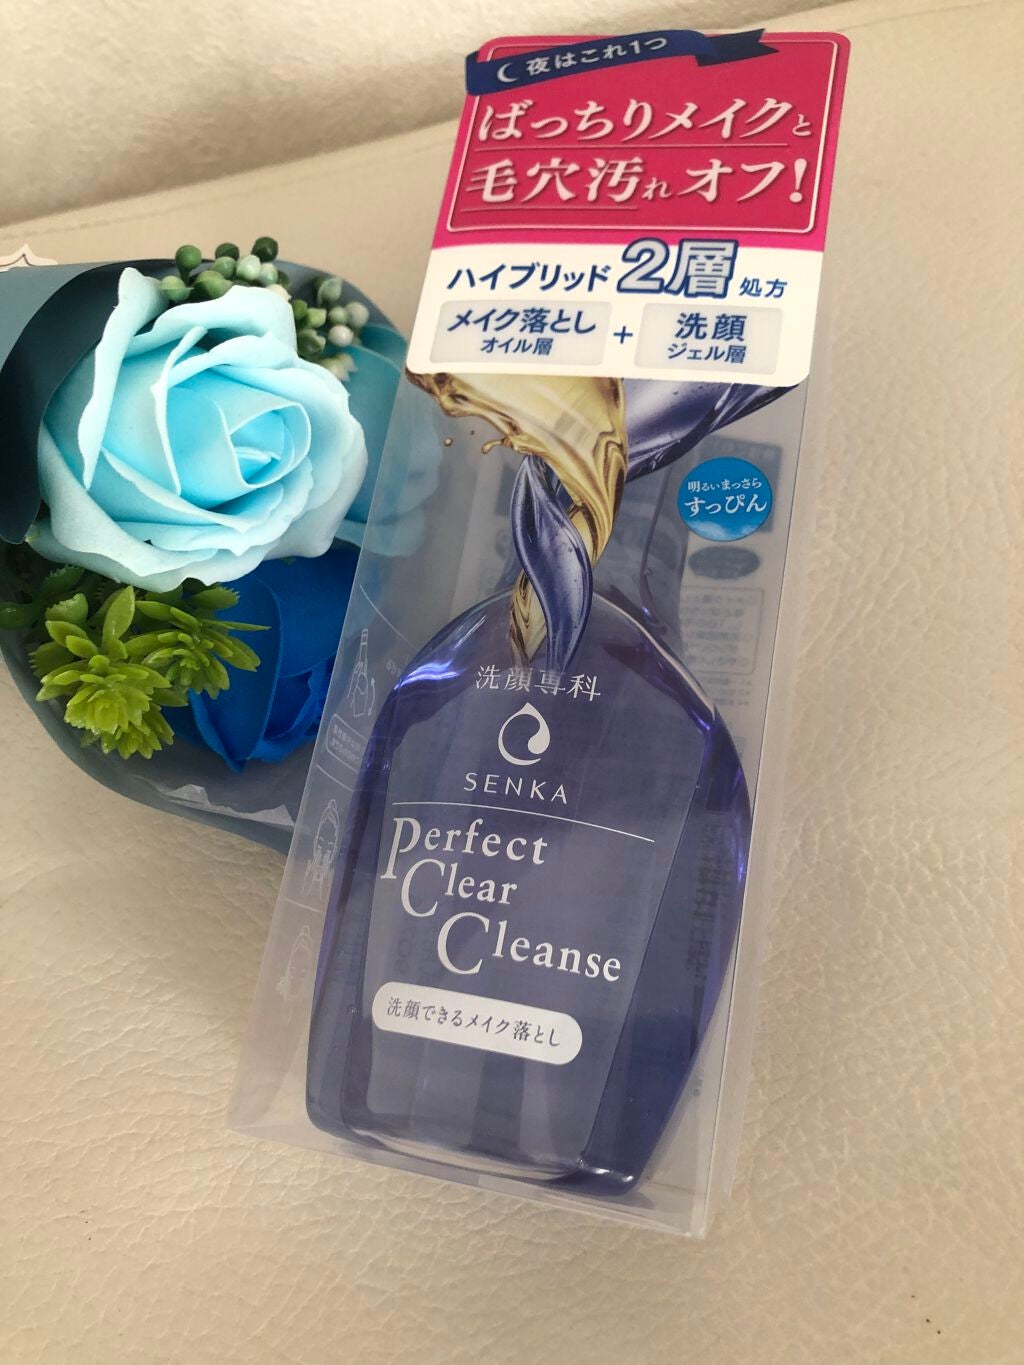 夜はこれ1つ
ばっちりメイクと
毛穴汚れオフ!
ハイブリッド2層処方
メイク落とし
オイル層
+
洗顔
ジェル層
明るいまっさら
すっぴん
洗顔専科
SENKA
Perfect
Clear
Cleanse
洗顔できるメイク落とし